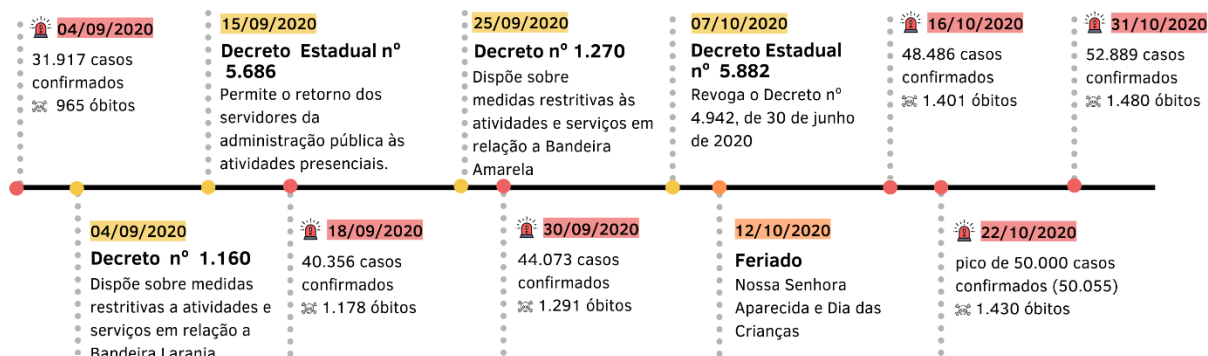 04/09/2020
31.917 casos
confirmados
965 óbitos
15/09/2020
Decreto Estadual nº
5.686
Permite o retorno dos
servidores da
administração pública às
atividades presenciais.
25/09/2020
Decreto nº 1.270
Dispõe sobre
medidas restritivas às
atividades e serviços em
relação a Bandeira
Amarela
07/10/2020
Decreto Estadual
nº 5.882
Revoga o Decreto nº
4.942, de 30 de junho
de 2020
16/10/2020
48.486 casos
confirmados
1.401 óbitos
31/10/2020
52.889 casos
confirmados
1.480 óbitos
04/09/2020
Decreto nº 1.160
Dispõe sobre medidas
restritivas a atividades e
serviços em relação a
Bandeira Laranja
18/09/2020
40.356 casos
confirmados
1.178 óbitos
30/09/2020
44.073 casos
confirmados
1.291 óbitos
12/10/2020
Feriado
Nossa Senhora
Aparecida e Dia das
Crianças
22/10/2020
pico de 50.000 casos
confirmados (50.055)
1.430 óbitos